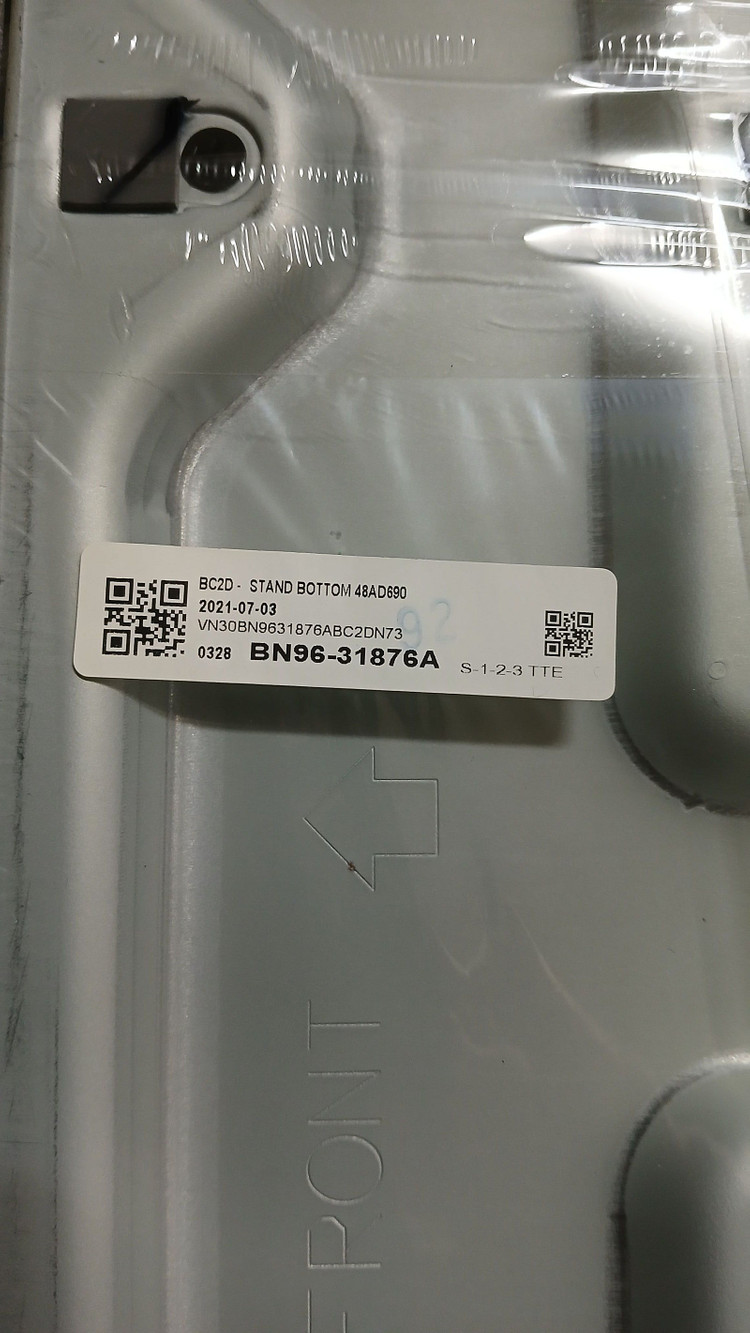 BC2D - STAND BOTTOM 48AD690
2021-07-03
VN30BN9631876ABC2DN73
0328 BN96-31876A S-1-2-3 TTE
92
FRONT